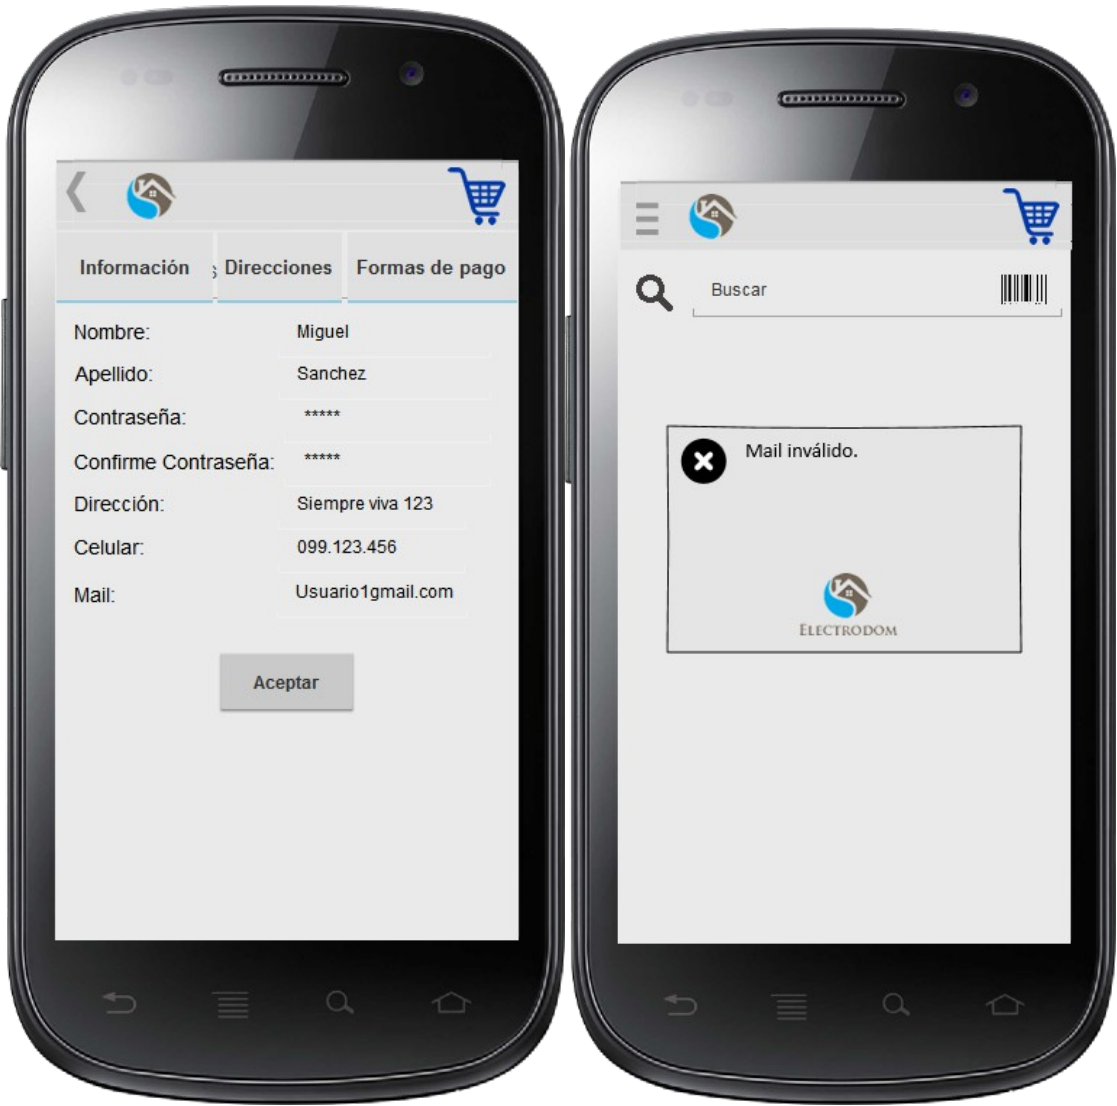 Información
s
Direcciones
Formas de pago
Nombre: Miguel
Apellido: Sanchez
Contraseña: *****
Confirme Contraseña: *****
Dirección: Siempre viva 123
Celular: 099.123.456
Mail: Usuario1gmail.com
Aceptar
Buscar
Mail inválido.
ELECTRODOM